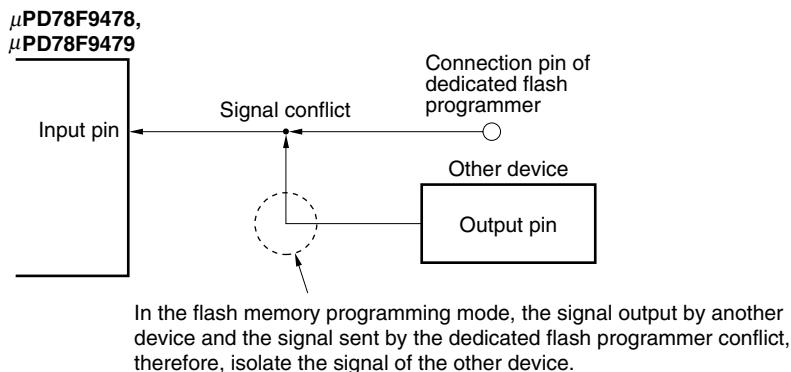 μPD78F9478,
μPD78F9479
Connection pin of
dedicated flash
programmer
Signal conflict
Input pin
Other device
Output pin
In the flash memory programming mode, the signal output by another
device and the signal sent by the dedicated flash programmer conflict,
therefore, isolate the signal of the other device.